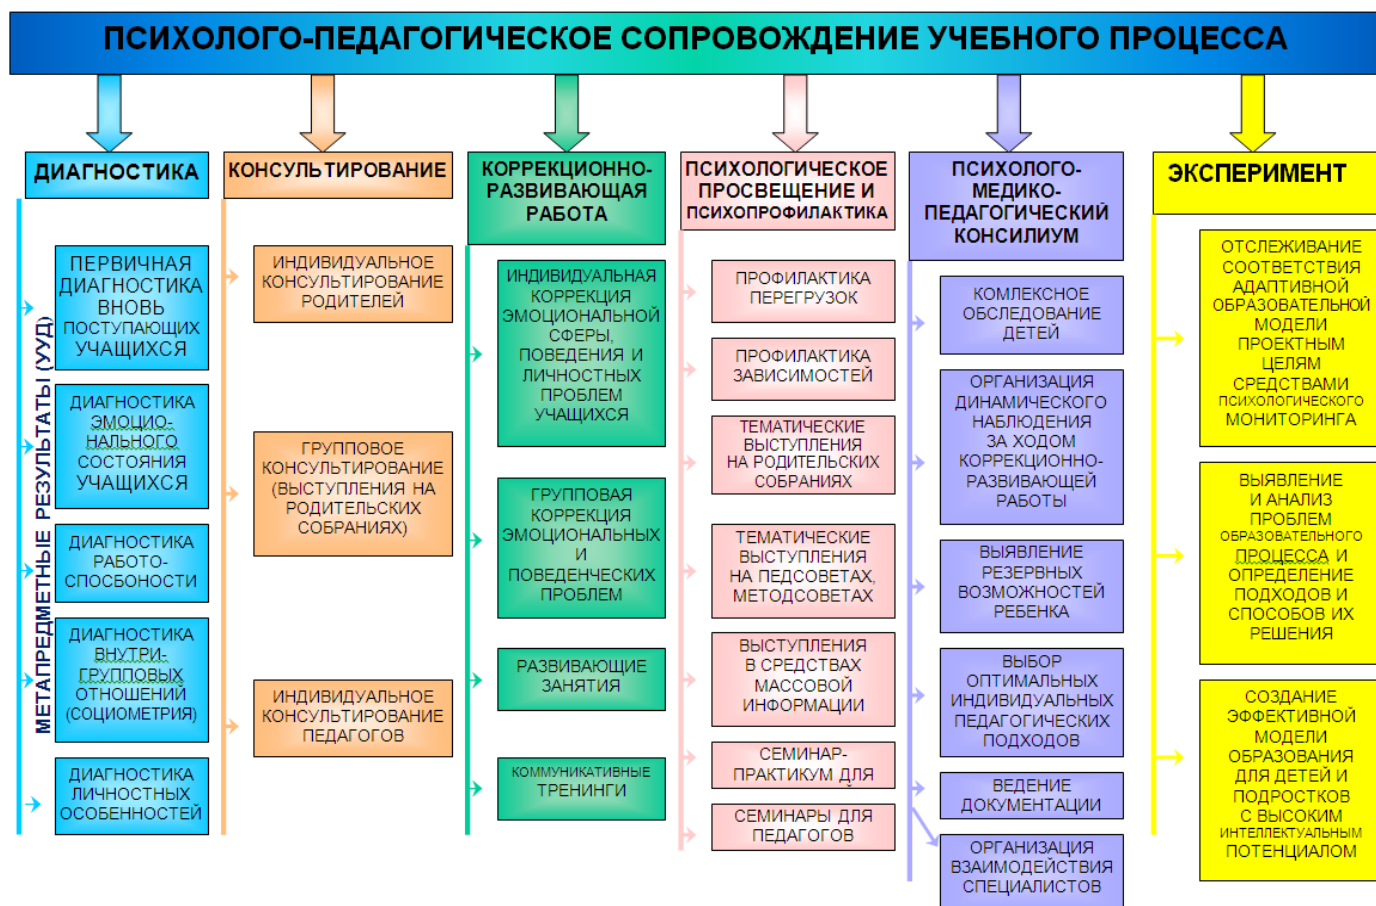 ПСИХОЛОГО-ПЕДАГОГИЧЕСКОЕ СОПРОВОЖДЕНИЕ УЧЕБНОГО ПРОЦЕССА
ДИАГНОСТИКА
МЕТАПРЕДМЕТНЫЕ РЕЗУЛЬТАТЫ (УУД)
ПЕРВИЧНАЯ
ДИАГНОСТИКА
ВНОВЬ
ПОСТУПАЮЩИХ
УЧАЩИХСЯ
ДИАГНОСТИКА
ЭМОЦИО-
НАЛЬНОГО
СОСТОЯНИЯ
УЧАЩИХСЯ
ДИАГНОСТИКА
РАБОТО-
СПОСБОНОСТИ
ДИАГНОСТИКА
ВНУТРИ-
ГРУППОВЫХ
ОТНОШЕНИЙ
(СОЦИОМЕТРИЯ)
ДИАГНОСТИКА
ЛИЧНОСТНЫХ
ОСОБЕННОСТЕЙ
КОНСУЛЬТИРОВАНИЕ
ИНДИВИДУАЛЬНОЕ
КОНСУЛЬТИРОВАНИЕ
РОДИТЕЛЕЙ
ГРУППОВОЕ
КОНСУЛЬТИРОВАНИЕ
(ВЫСТУПЛЕНИЯ НА
РОДИТЕЛЬСКИХ
СОБРАНИЯХ)
ИНДИВИДУАЛЬНОЕ
КОНСУЛЬТИРОВАНИЕ
ПЕДАГОГОВ
КОРРЕКЦИОННО-
РАЗВИВАЮЩАЯ
РАБОТА
ИНДИВИДУАЛЬНАЯ
КОРРЕКЦИЯ
ЭМОЦИОНАЛЬНОЙ
СФЕРЫ,
ПОВЕДЕНИЯ И
ЛИЧНОСТНЫХ
ПРОБЛЕМ
УЧАЩИХСЯ
ГРУППОВАЯ
КОРРЕКЦИЯ
ЭМОЦИОНАЛЬНЫХ
И
ПОВЕДЕНЧЕСКИХ
ПРОБЛЕМ
РАЗВИВАЮЩИЕ
ЗАНЯТИЯ
КОММУНИКАТИВНЫЕ
ТРЕНИНГИ
ПСИХОЛОГИЧЕСКОЕ
ПРОСВЕЩЕНИЕ И
ПСИХОПРОФИЛАКТИКА
ПРОФИЛАКТИКА
ПЕРЕГРУЗОК
ПРОФИЛАКТИКА
ЗАВИСИМОСТЕЙ
ТЕМАТИЧЕСКИЕ
ВЫСТУПЛЕНИЯ
НА РОДИТЕЛЬСКИХ
СОБРАНИЯХ
ТЕМАТИЧЕСКИЕ
ВЫСТУПЛЕНИЯ
НА ПЕДСОВЕТАХ,
МЕТОДСОВЕТАХ
ВЫСТУПЛЕНИЯ
В СРЕДСТВАХ
МАССОВОЙ
ИНФОРМАЦИИ
СЕМИНАР-
ПРАКТИКУМ ДЛЯ
СЕМИНАРЫ ДЛЯ
ПЕДАГОГОВ
ПСИХОЛОГО-
МЕДИКО-
ПЕДАГОГИЧЕСКИЙ
КОНСИЛИУМ
КОМЛЕКСНОЕ
ОБСЛЕДОВАНИЕ
ДЕТЕЙ
ОРГАНИЗАЦИЯ
ДИНАМИЧЕСКОГО
НАБЛЮДЕНИЯ
ЗА ХОДОМ
КОРРЕКЦИОННО-
РАЗВИВАЮЩЕЙ
РАБОТЫ
ВЫЯВЛЕНИЕ
РЕЗЕРВНЫХ
ВОЗМОЖНОСТЕЙ
РЕБЕНКА
ВЫБОР
ОПТИМАЛЬНЫХ
ИНДИВИДУАЛЬНЫХ
ПЕДАГОГИЧЕСКИХ
ПОДХОДОВ
ВЕДЕНИЕ
ДОКУМЕНТАЦИИ
ОРГАНИЗАЦИЯ
ВЗАИМОДЕЙСТВИЯ
СПЕЦИАЛИСТОВ
ЭКСПЕРИМЕНТ
ОТСЛЕЖИВАНИЕ
СООТВЕТСТВИЯ
АДАПТИВНОЙ
ОБРАЗОВАТЕЛЬНОЙ
МОДЕЛИ
ПРОЕКТНЫМ
ЦЕЛЯМ
СРЕДСТВАМИ
ПСИХОЛОГИЧЕСКОГО
МОНИТОРИНГА
ВЫЯВЛЕНИЕ
И АНАЛИЗ
ПРОБЛЕМ
ОБРАЗОВАТЕЛЬНОГО
ПРОЦЕССА И
ОПРЕДЕЛЕНИЕ
ПОДХОДОВ И
СПОСОБОВ ИХ
РЕШЕНИЯ
СОЗДАНИЕ
ЭФФЕКТИВНОЙ
МОДЕЛИ
ОБРАЗОВАНИЯ
ДЛЯ ДЕТЕЙ И
ПОДРОСТКОВ
С ВЫСОКИМ
ИНТЕЛЛЕКТУАЛЬНЫМ
ПОТЕНЦИАЛОМ